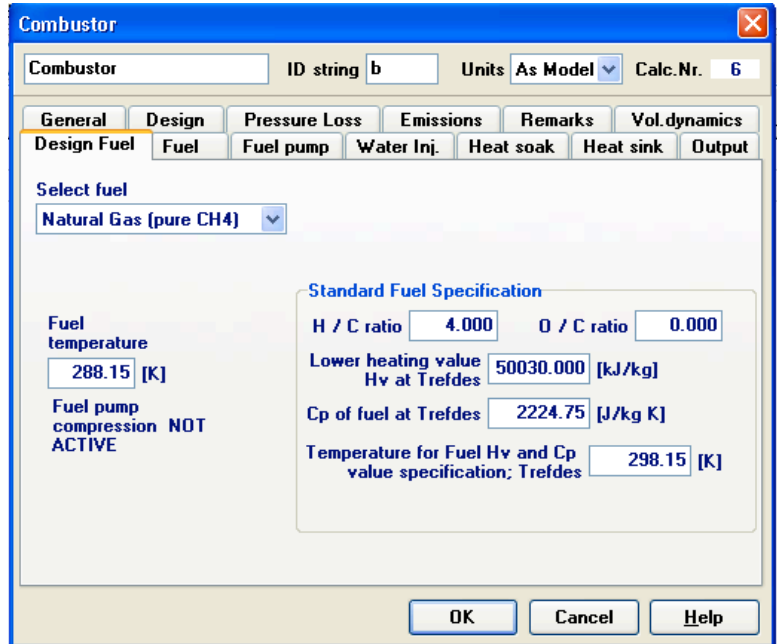 Combustor
Combustor ID string b Units As Model Calc.Nr. 6
General Design Pressure Loss Emissions Remarks Vol.dynamics
Design Fuel Fuel Fuel pump Water Inj. Heat soak Heat sink Output
Select fuel
Natural Gas (pure CH4)
Standard Fuel Specification
Fuel
temperature
288.15 [K]
Fuel pump
compression NOT
ACTIVE
H / C ratio 4.000 O / C ratio 0.000
Lower heating value
Hv at Trefdes 50030.000 [kJ/kg]
Cp of fuel at Trefdes 2224.75 [J/kg K]
Temperature for Fuel Hv and Cp
value specification; Trefdes 298.15 [K]
OK Cancel Help